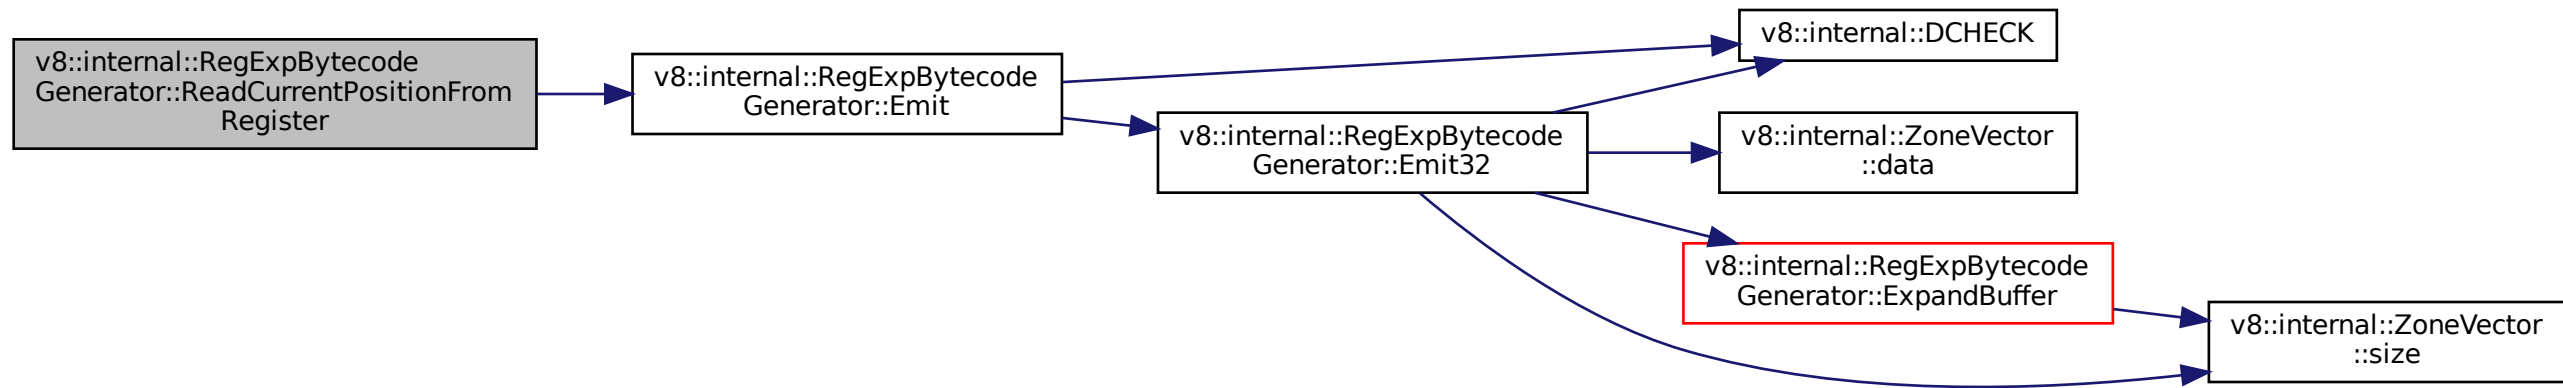 v8::internal::RegExpBytecode
Generator::ReadCurrentPositionFrom
Register
v8::internal::RegExpBytecode
Generator::Emit
v8::internal::DCHECK
v8::internal::RegExpBytecode
Generator::Emit32
v8::internal::ZoneVector
::data
v8::internal::RegExpBytecode
Generator::ExpandBuffer
v8::internal::ZoneVector
::size